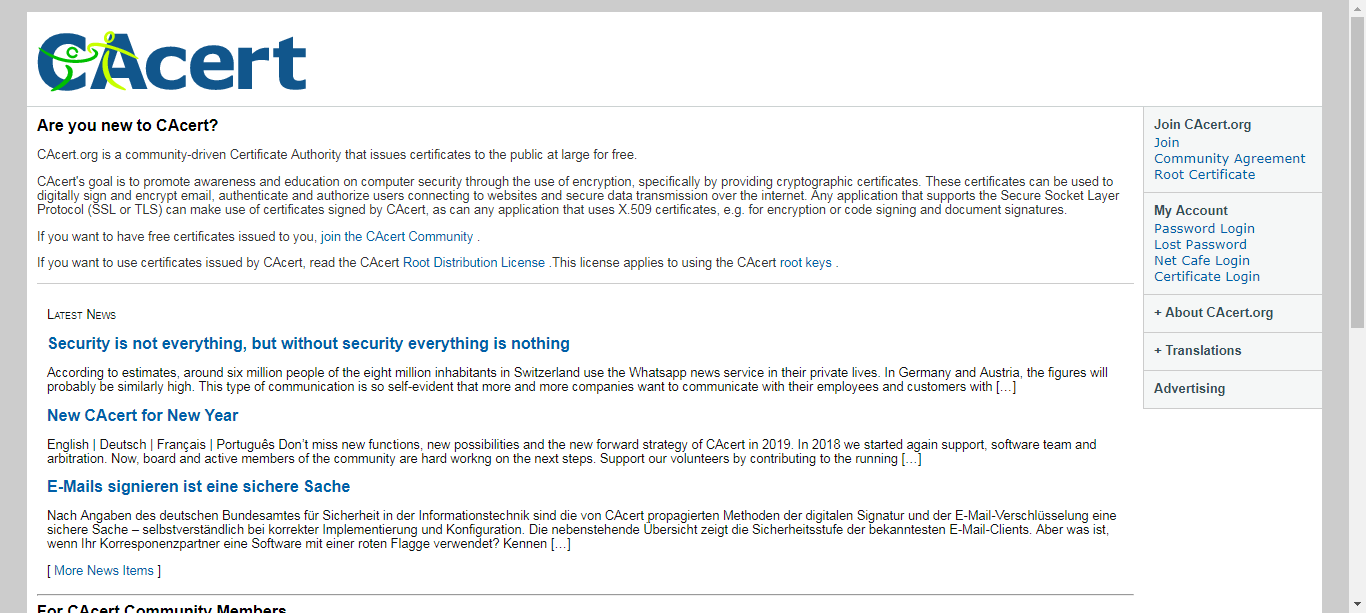 CAcert
Are you new to CAcert?
CAcert.org is a community-driven Certificate Authority that issues certificates to the public at large for free.
CAcert's goal is to promote awareness and education on computer security through the use of encryption, specifically by providing cryptographic certificates. These certificates can be used to
digitally sign and encrypt email, authenticate and authorize users connecting to websites and secure data transmission over the internet. Any application that supports the Secure Socket Layer
Protocol (SSL or TLS) can make use of certificates signed by CAcert, as can any application that uses X.509 certificates, e.g. for encryption or code signing and document signatures.
If you want to have free certificates issued to you, join the CAcert Community .
If you want to use certificates issued by CAcert, read the CAcert Root Distribution License .This license applies to using the CAcert root keys .
Latest News
Security is not everything, but without security everything is nothing
According to estimates, around six million people of the eight million inhabitants in Switzerland use the Whatsapp news service in their private lives. In Germany and Austria, the figures will
probably be similarly high. This type of communication is so self-evident that more and more companies want to communicate with their employees and customers with […]
New CAcert for New Year
English | Deutsch | Français | Português Don't miss new functions, new possibilities and the new forward strategy of CAcert in 2019. In 2018 we started again support, software team and
arbitration. Now, board and active members of the community are hard workng on the next steps. Support our volunteers by contributing to the running […]
E-Mails signieren ist eine sichere Sache
Nach Angaben des deutschen Bundesamtes für Sicherheit in der Informationstechnik sind die von CAcert propagierten Methoden der digitalen Signatur und der E-Mail-Verschlüsselung eine
sichere Sache – selbstverständlich bei korrekter Implementierung und Konfiguration. Die nebenstehende Übersicht zeigt die Sicherheitsstufe der bekanntesten E-Mail-Clients. Aber was ist,
wenn Ihr Korresponenzpartner eine Software mit einer roten Flagge verwendet? Kennen […]
[ More News Items ]
For CAcert Community Members
Join CAcert.org
Join
Community Agreement
Root Certificate
My Account
Password Login
Lost Password
Net Cafe Login
Certificate Login
+ About CAcert.org
+ Translations
Advertising